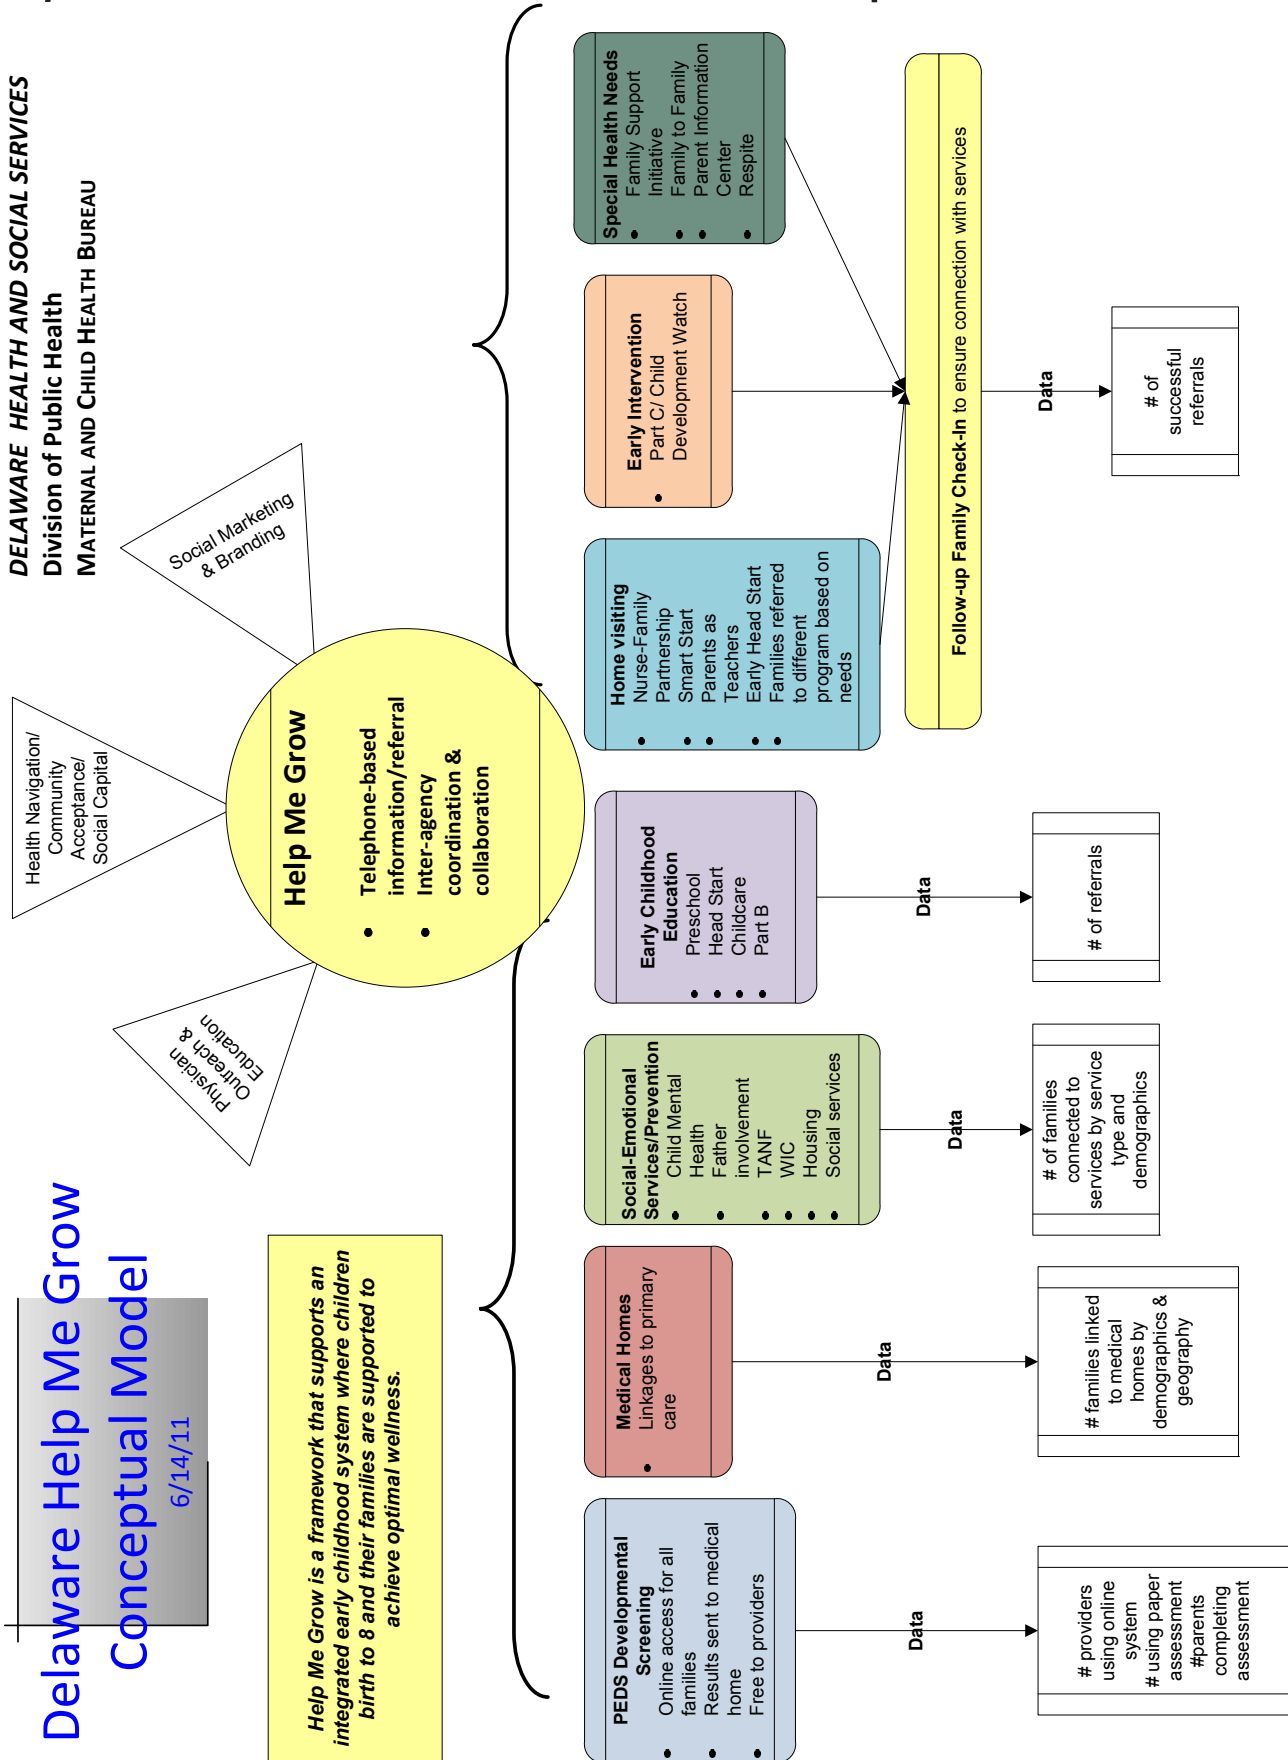 Delaware Help Me Grow
Conceptual Model
6/14/11
DELAWARE HEALTH AND SOCIAL SERVICES
Division of Public Health
MATERNAL AND CHILD HEALTH BUREAU
Physician
Outreach &
Education
Health Navigation/
Community
Acceptance/
Social Capital
Social Marketing
& Branding
Help Me Grow is a framework that supports an
integrated early childhood system where children
birth to 8 and their families are supported to
achieve optimal wellness.
Help Me Grow
• Telephone-based
information/referral
• Inter-agency
coordination &
collaboration
PEDS Developmental
Screening
• Online access for all
families
• Results sent to medical
home
• Free to providers
Medical Homes
• Linkages to primary
care
Social-Emotional
Services/Prevention
• Child Mental
Health
• Father
involvement
• TANF
• WIC
• Housing
• Social services
Early Childhood
Education
• Preschool
• Head Start
• Childcare
• Part B
Home visiting
• Nurse-Family
Partnership
• Smart Start
• Parents as
Teachers
• Early Head Start
• Families referred
to different
program based on
needs
Early Intervention
• Part C/ Child
Development Watch
Special Health Needs
• Family Support
Initiative
• Family to Family
• Parent Information
Center
• Respite
Follow-up Family Check-In to ensure connection with services
Data
Data
Data
Data
Data
# providers
using online
system
# using paper
assessment
#parents
completing
assessment
# families linked
to medical
homes by
demographics &
geography
# of families
connected to
services by service
type and
demographics
# of referrals
# of
successful
referrals